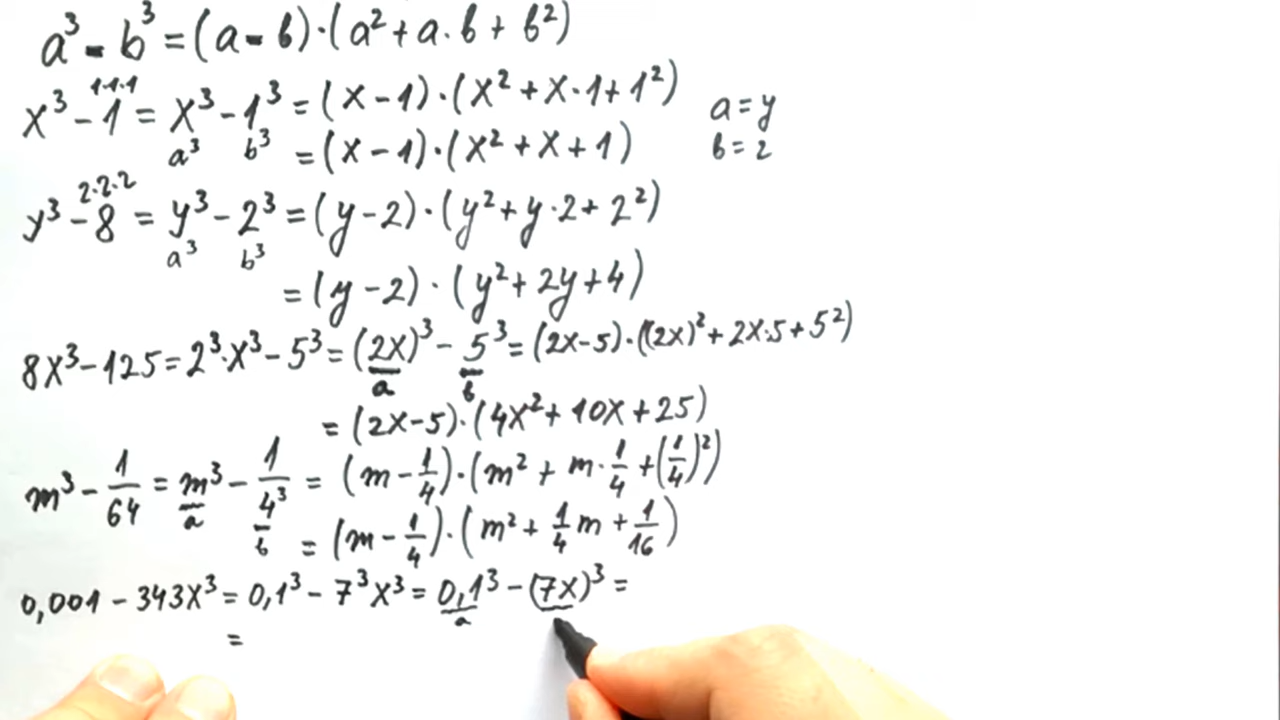 a³ - b³ = (a - b)·(a² + a·b + b²)
1·1·1
x³ - 1 = x³ - 1³ = (x - 1)·(x² + x·1 + 1²)
a³ b³
= (x - 1)·(x² + x + 1)
a = y
b = 2
2·2·2
y³ - 8 = y³ - 2³ = (y - 2)·(y² + y·2 + 2²)
a³ b³
= (y - 2)·(y² + 2y + 4)
8x³ - 125 = 2³·x³ - 5³ = (2x)³ - 5³ = (2x - 5)·((2x)² + 2x·5 + 5²)
a b
= (2x - 5)·(4x² + 10x + 25)
m³ - 1/64 = m³ - 1/4³ = (m - 1/4)·(m² + m·1/4 + (1/4)²)
a b
= (m - 1/4)·(m² + 1/4 m + 1/16)
0,001 - 343x³ = 0,1³ - 7³x³ = 0,1³ - (7x)³ =
a
=